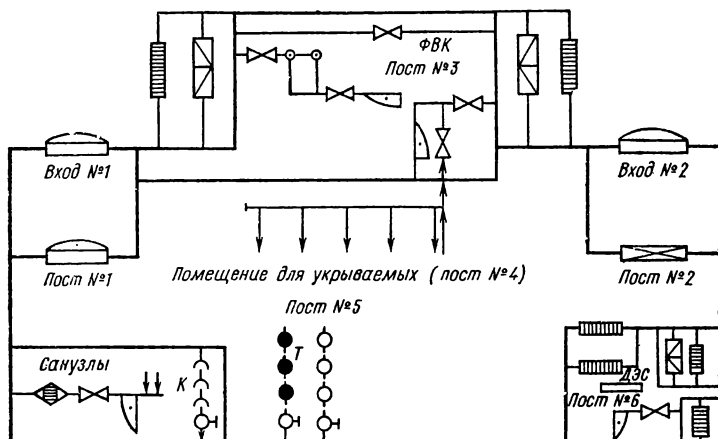 ФВК
Пост №3
Вход №1
Вход №2
Пост №1
Пост №2
Помещение для укрываемых (пост №4)
Пост №5
Санузлы
К
Т
ДЭС
Пост №6